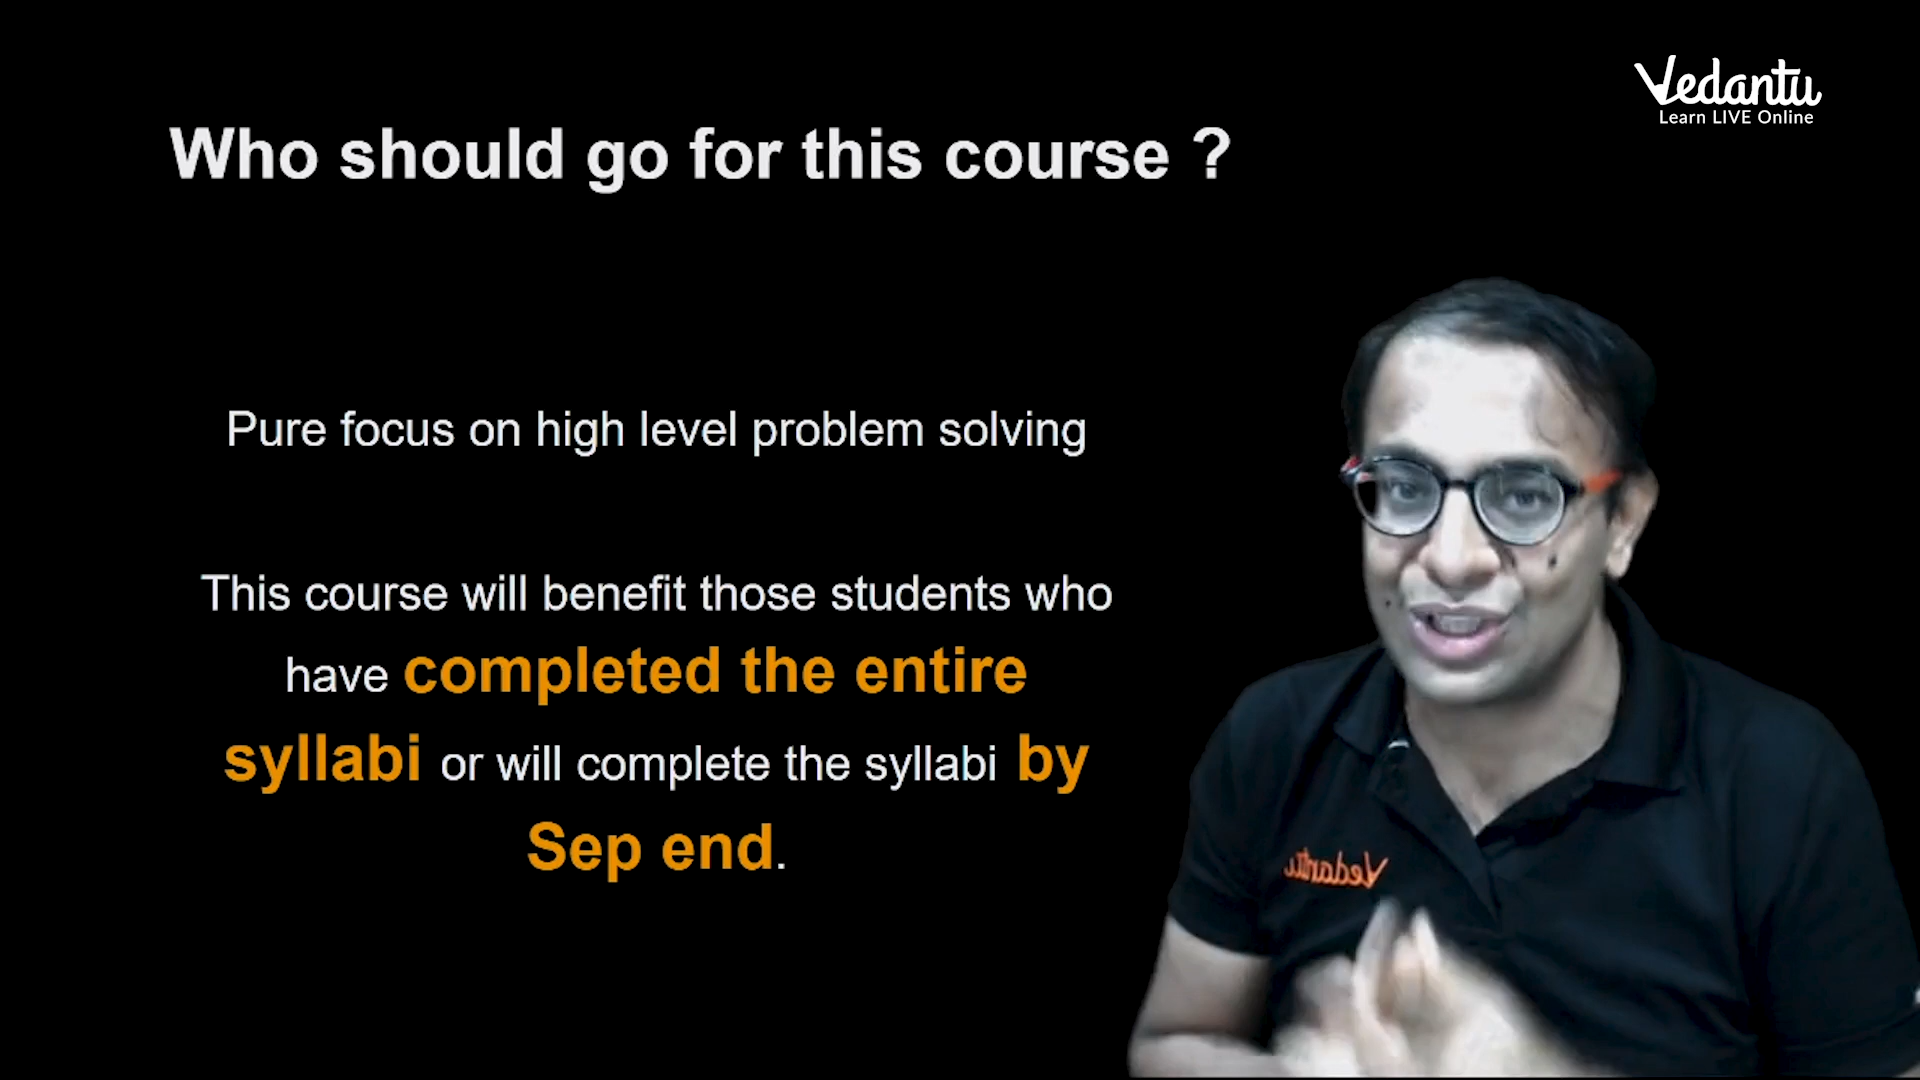 Vedantu
Learn LIVE Online
Who should go for this course ?
Pure focus on high level problem solving
This course will benefit those students who
have completed the entire
syllabi or will complete the syllabi by
Sep end.
Vedantu